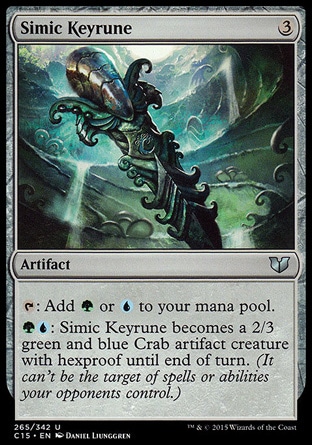 Simic Keyrune 3
Artifact
: Add or to your mana pool.
: Simic Keyrune becomes a 2/3
green and blue Crab artifact creature
with hexproof until end of turn. (It
can't be the target of spells or abilities
your opponents control.)
265/342 U
C15 • EN Daniel Ljunggren
™ & © 2015 Wizards of the Coast